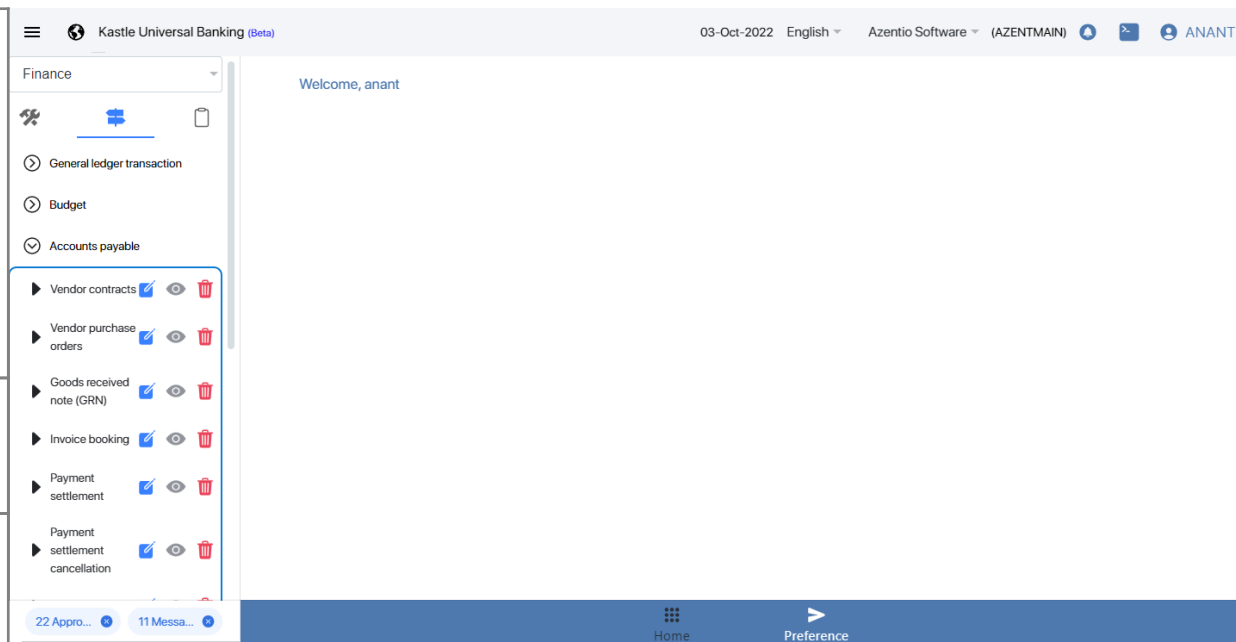 Kastle Universal Banking (Beta)
03-Oct-2022 English Azentio Software (AZENTMAIN) ANANT
Finance
Welcome, anant
General ledger transaction
Budget
Accounts payable
Vendor contracts
Vendor purchase
orders
Goods received
note (GRN)
Invoice booking
Payment
settlement
Payment
settlement
cancellation
22 Appro...
11 Messa...
Home
Preference